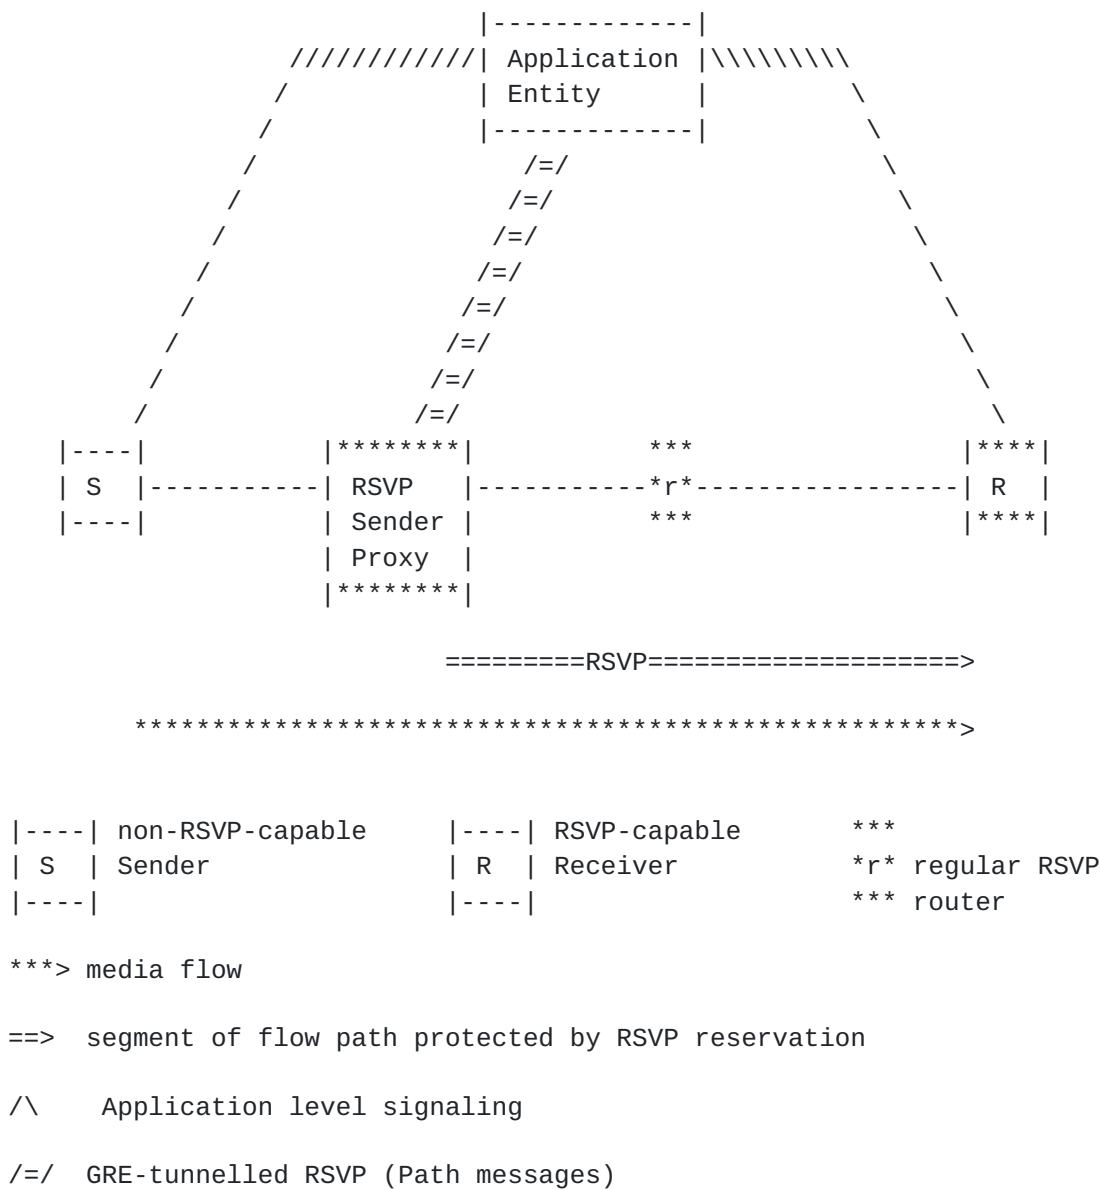 |-------------|
                  ////////////| Application |\\\\\\\\\
                 /            | Entity      |         \
                /             |-------------|          \
               /                 /=/                    \
              /                 /=/                      \
             /                 /=/                        \
            /                 /=/                          \
           /                 /=/                            \
          /                 /=/                              \
         /                 /=/                                \
        /                 /=/                                  \
   |----|           |********|           ***                 |****|
   | S  |-----------| RSVP   |-----------*r*-----------------| R  |
   |----|           | Sender |           ***                 |****|
                    | Proxy  |
                    |********|
                            =========RSVP====================>
        *****************************************************>
|----| non-RSVP-capable     |----| RSVP-capable       ***
| S  | Sender               | R  | Receiver           *r* regular RSVP
|----|                      |----|                    *** router
***> media flow
==>  segment of flow path protected by RSVP reservation
/\    Application level signaling
/=/  GRE-tunnelled RSVP (Path messages)